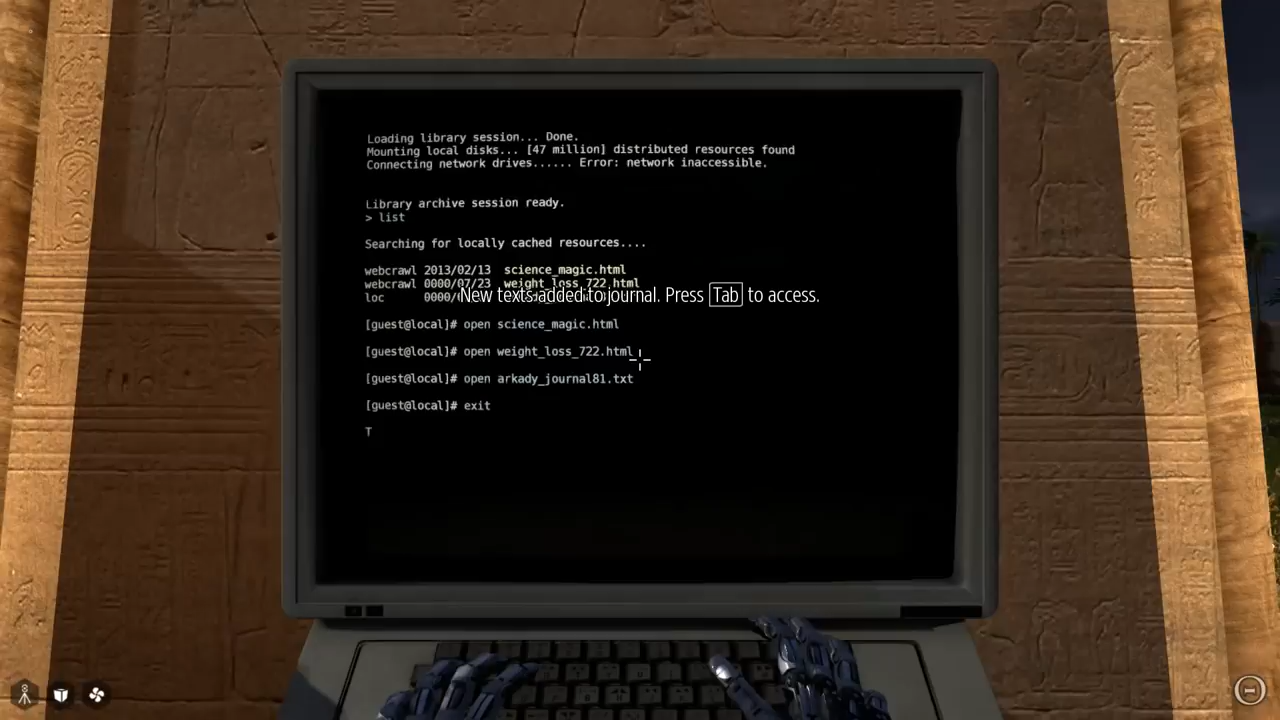 Loading library session... Done.
Mounting local disks... [47 million] distributed resources found
Connecting network drives...... Error: network inaccessible.
Library archive session ready.
> list
Searching for locally cached resources....
webcrawl 2013/02/13 science_magic.html
webcrawl 0000/07/23 weight_loss_722.html
loc 0000/0
New texts added to journal. Press Tab to access.
[guest@local]# open science_magic.html
[guest@local]# open weight_loss_722.html
[guest@local]# open arkady_journal81.txt
[guest@local]# exit
T